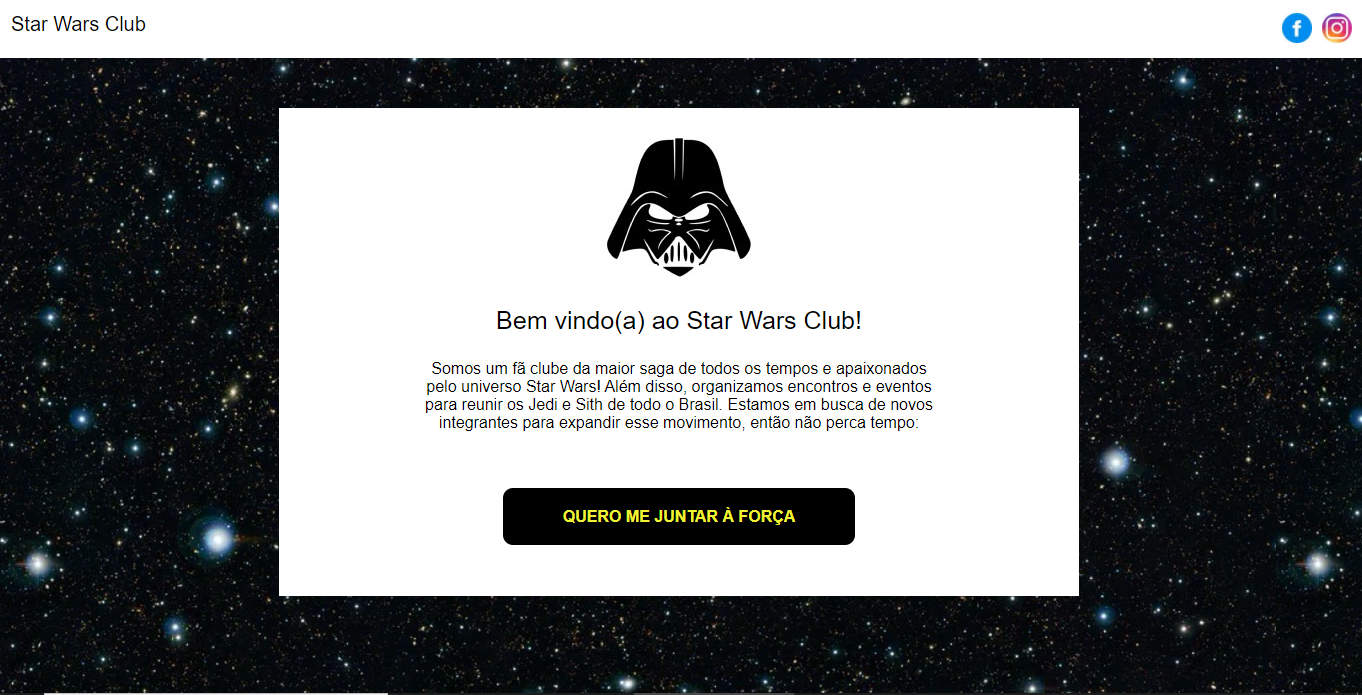 Star Wars Club
Bem vindo(a) ao Star Wars Club!
Somos um fã clube da maior saga de todos os tempos e apaixonados
pelo universo Star Wars! Além disso, organizamos encontros e eventos
para reunir os Jedi e Sith de todo o Brasil. Estamos em busca de novos
integrantes para expandir esse movimento, então não perca tempo:
QUERO ME JUNTAR À FORÇA